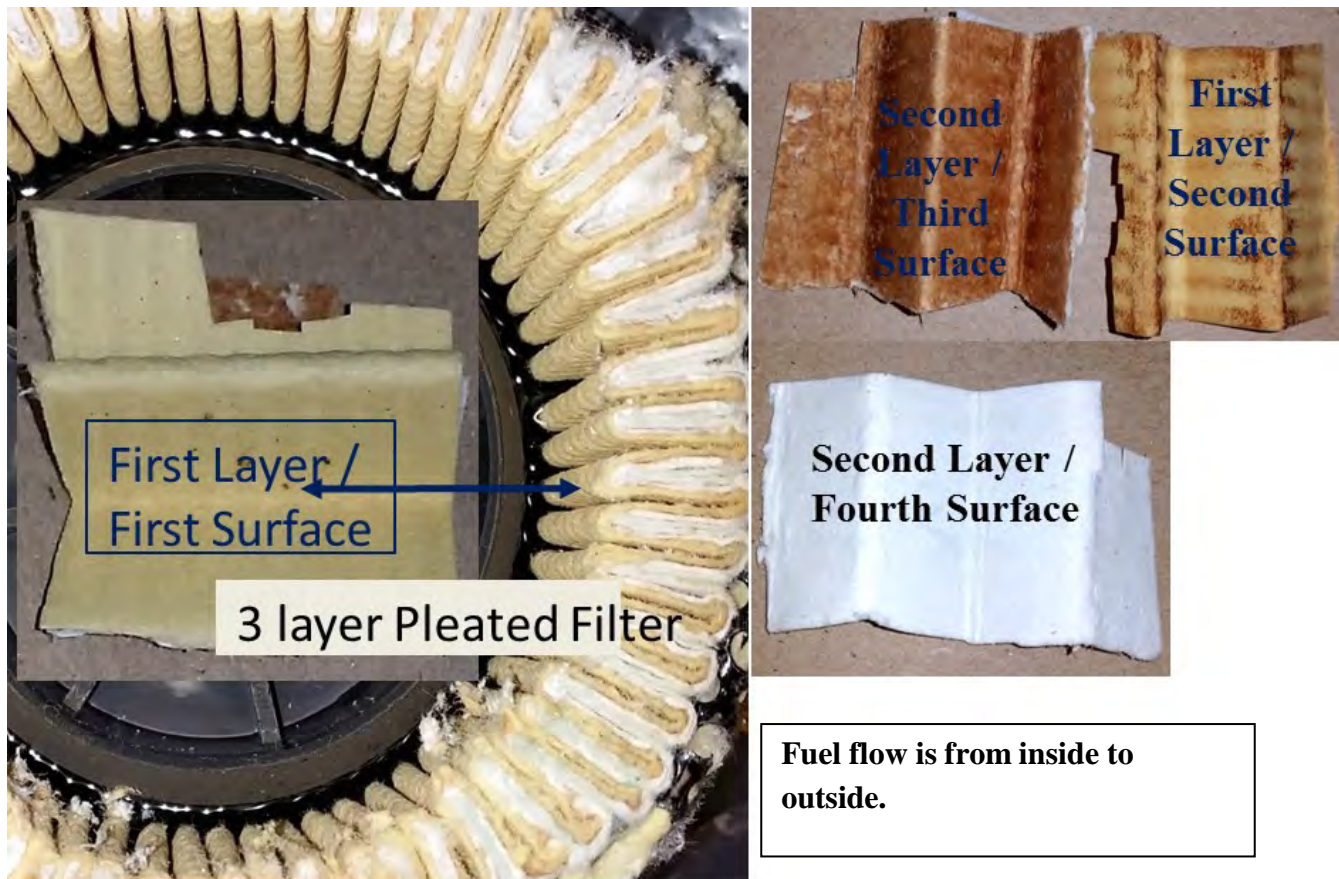 First Layer /
First Surface
3 layer Pleated Filter
Second
Layer /
Third
Surface
First
Layer /
Second
Surface
Second Layer /
Fourth Surface
Fuel flow is from inside to
outside.